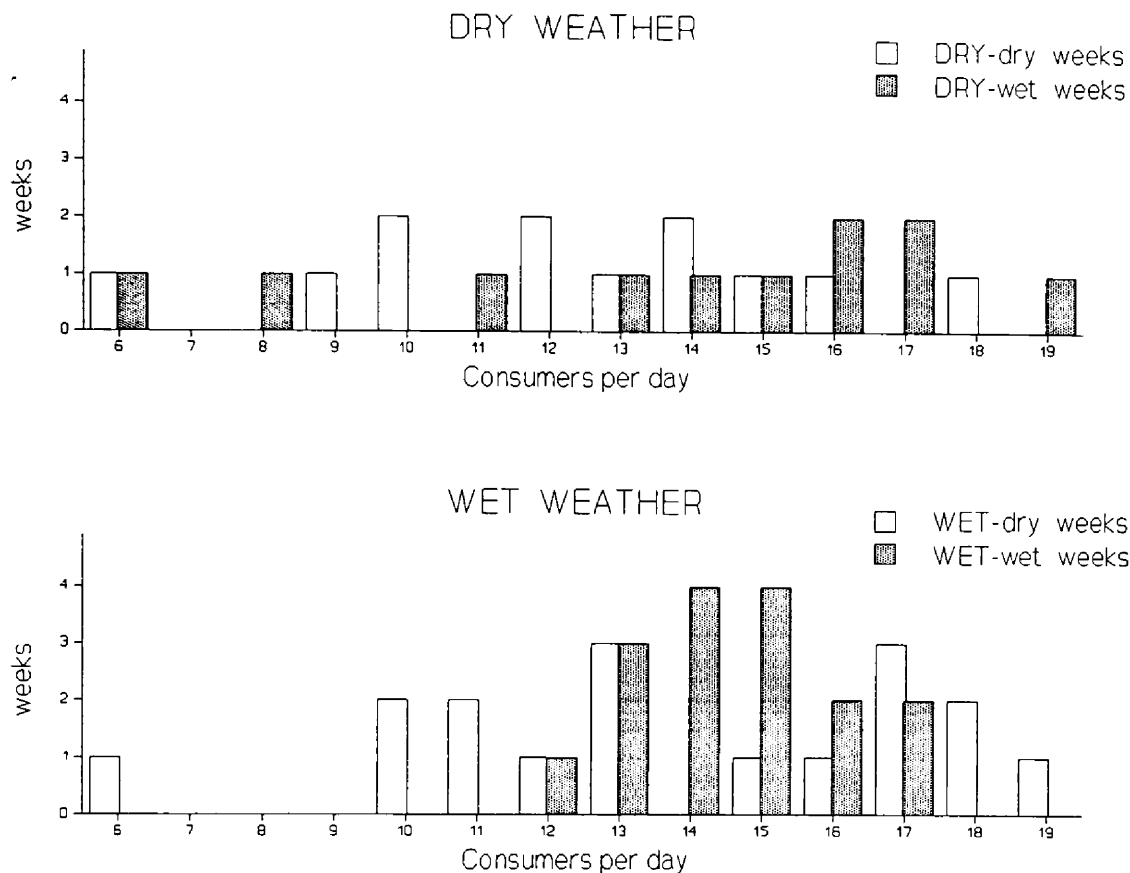 DRY WEATHER
DRY-dry weeks
DRY-wet weeks
weeks
4
3
2
1
0
6 7 8 9 10 11 12 13 14 15 16 17 18 19
Consumers per day
WET WEATHER
WET-dry weeks
WET-wet weeks
weeks
4
3
2
1
0
6 7 8 9 10 11 12 13 14 15 16 17 18 19
Consumers per day